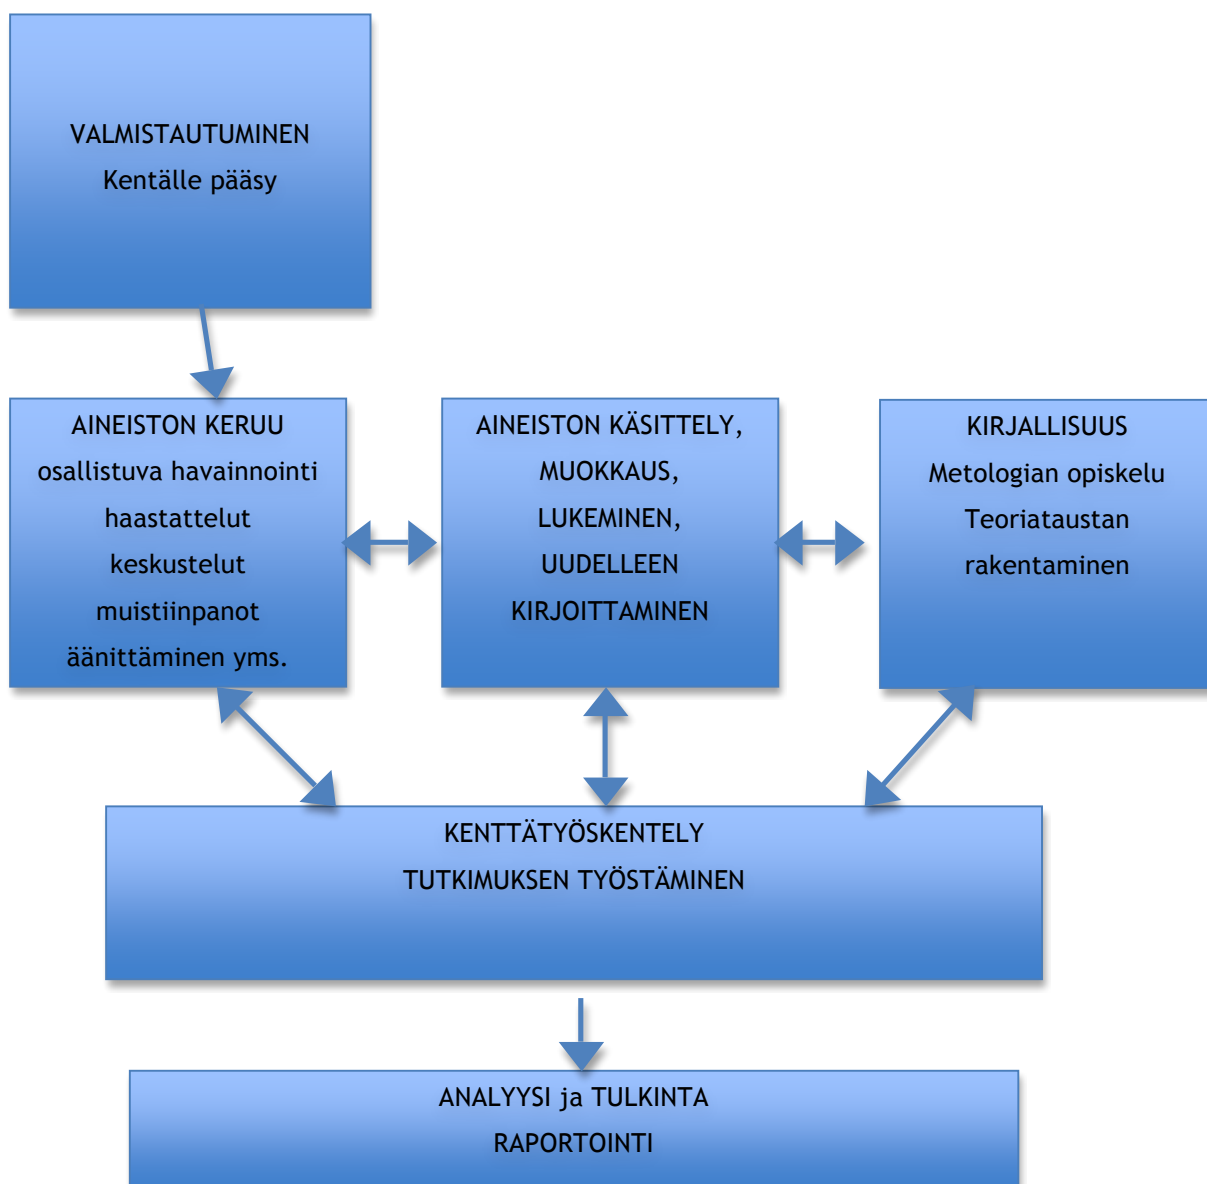 VALMISTAUTUMINEN
Kentälle pääsy
AINEISTON KERUU
osallistuva havainnointi
haastattelut
keskustelut
muistiinpanot
äänittäminen yms.
AINEISTON KÄSITTELY,
MUOKKAUS,
LUKEMINEN,
UUDELLEEN
KIRJOITTAMINEN
KIRJALLISUUS
Metologian opiskelu
Teoriataustan
rakentaminen
KENTTÄTYÖSKENTELY
TUTKIMUKSEN TYÖSTÄMINEN
ANALYYSI ja TULKINTA
RAPORTOINTI